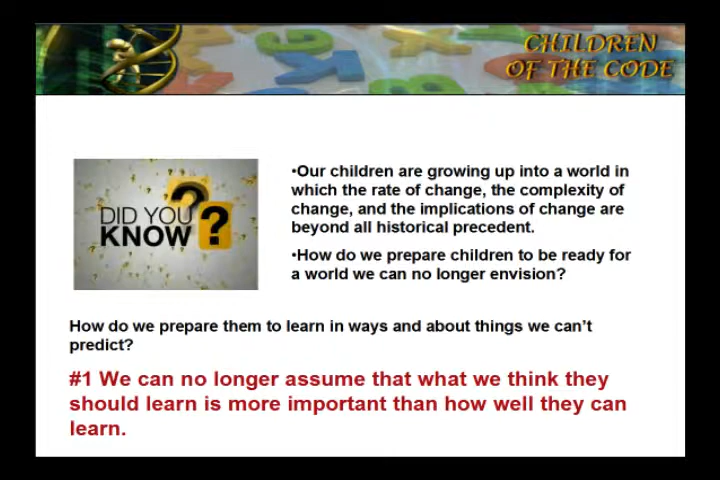 CHILDREN
OF THE CODE
DID YOU
KNOW
?
?
•Our children are growing up into a world in
which the rate of change, the complexity of
change, and the implications of change are
beyond all historical precedent.
•How do we prepare children to be ready for
a world we can no longer envision?
How do we prepare them to learn in ways and about things we can't
predict?
#1 We can no longer assume that what we think they
should learn is more important than how well they can
learn.